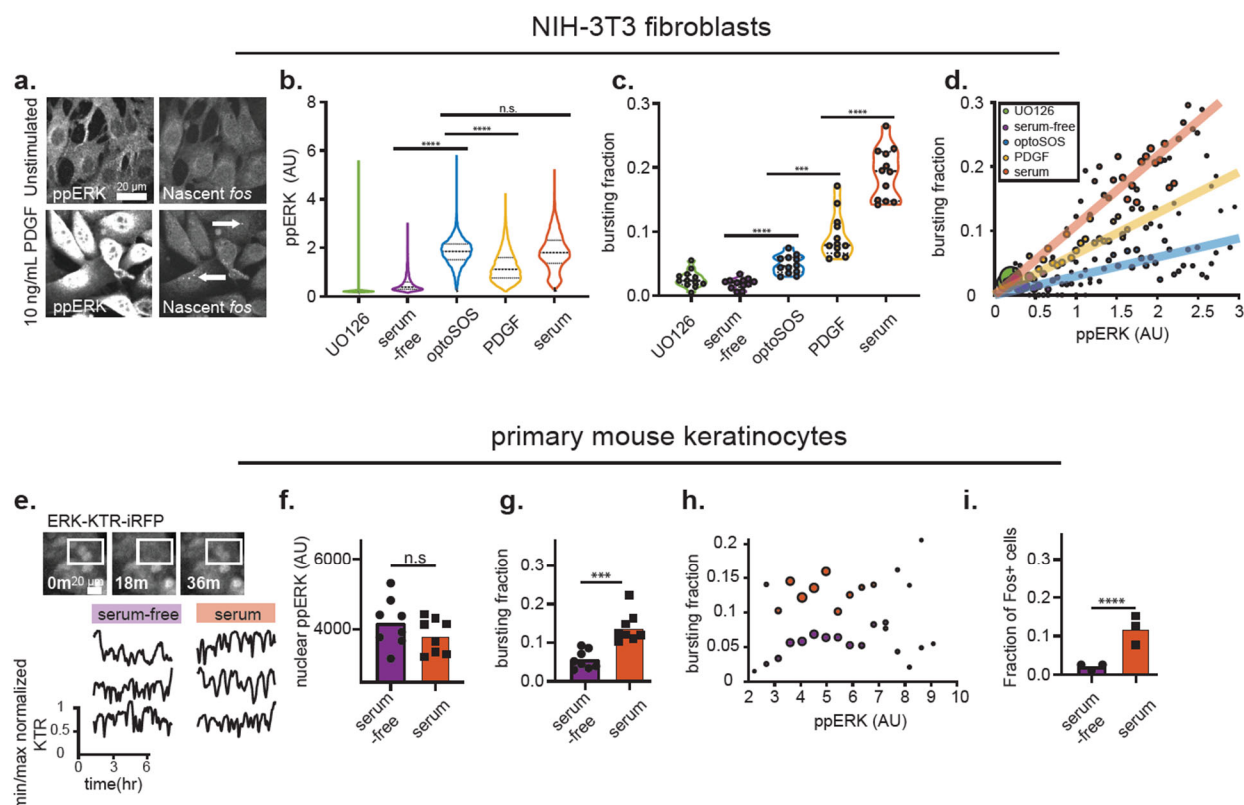 NIH-3T3 fibroblasts
a.
Unstimulated
10 ng/mL PDGF
ppERK
20 μm
Nascent fos
ppERK
Nascent fos
b.
ppERK (AU)
8
6
4
2
0
UO126
serum
-free
optoSOS
PDGF
serum
****
****
n.s.
c.
bursting fraction
0.3
0.2
0.1
0.0
UO126
serum
-free
optoSOS
PDGF
serum
****
***
****
d.
bursting fraction
0.3
0.2
0.1
0
UO126
serum-free
optoSOS
PDGF
serum
0 0.5 1 1.5 2 2.5 3
ppERK (AU)
primary mouse keratinocytes
e.
ERK-KTR-iRFP
0m
20 μm
18m
36m
serum-free
serum
min/max normalized
KTR
1
0.5
0
0 3 6
time(hr)
f.
nuclear ppERK (AU)
6000
4000
n.s
serum
-free
serum
g.
bursting fraction
0.3
0.2
0.1
0.0
***
serum
-free
serum
h.
bursting fraction
0.2
0.15
0.1
0.05
0
2 3 4 5 6 7 8 9 10
ppERK (AU)
i.
Fraction of Fos+ cells
0.3
0.2
0.1
0.0
****
serum
-free
serum